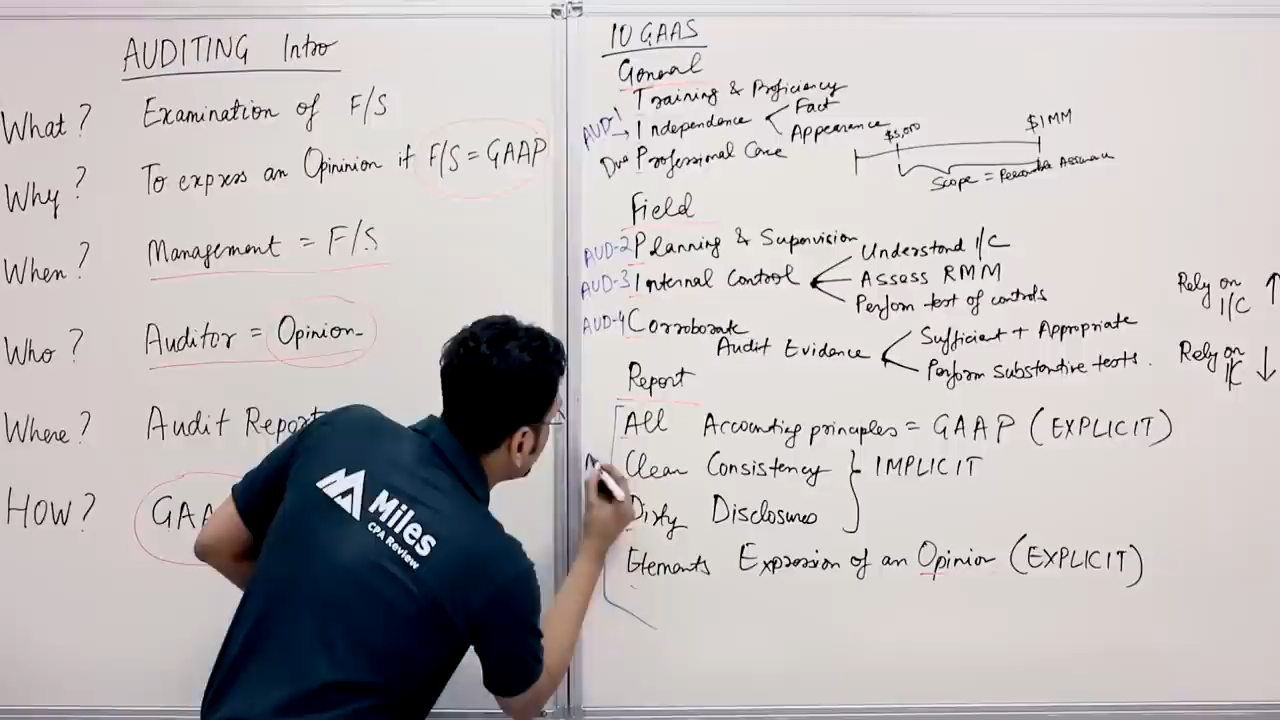 AUDITING Intro
What? Examination of F/S
Why? To express an Opinion if F/S = GAAP
When? Management = F/S
Who? Auditor = Opinion
Where? Audit Report
HOW? GAA
Miles
CPA Review
10 GAAS
General
Training & Proficiency
AUD-1 → Independence Fact
Appearance
Due Professional Care
$5,000
$1MM
Scope = Assurance
Field
AUD-2 Planning & Supervision
AUD-3 Internal Control Understand I/C
Assess RMM
Perform test of controls
AUD-4 Corroborate
Audit Evidence Sufficient + Appropriate
Perform substantive tests.
Rely on I/C ↑
Rely on I/C ↓
Report
All Accounting principles = GAAP (EXPLICIT)
Clean Consistency } IMPLICIT
Dirty Disclosures
Elements Expression of an Opinion (EXPLICIT)